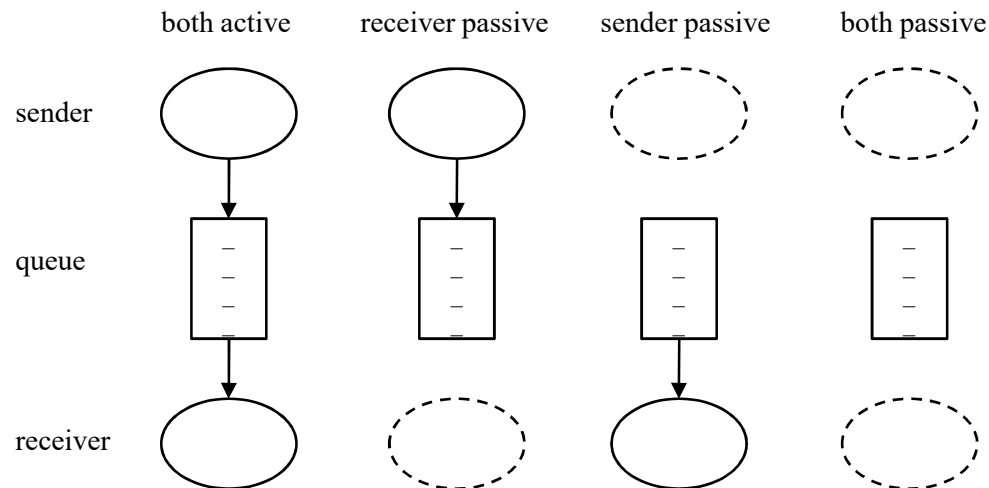 both active receiver passive sender passive both passive
sender
queue
receiver